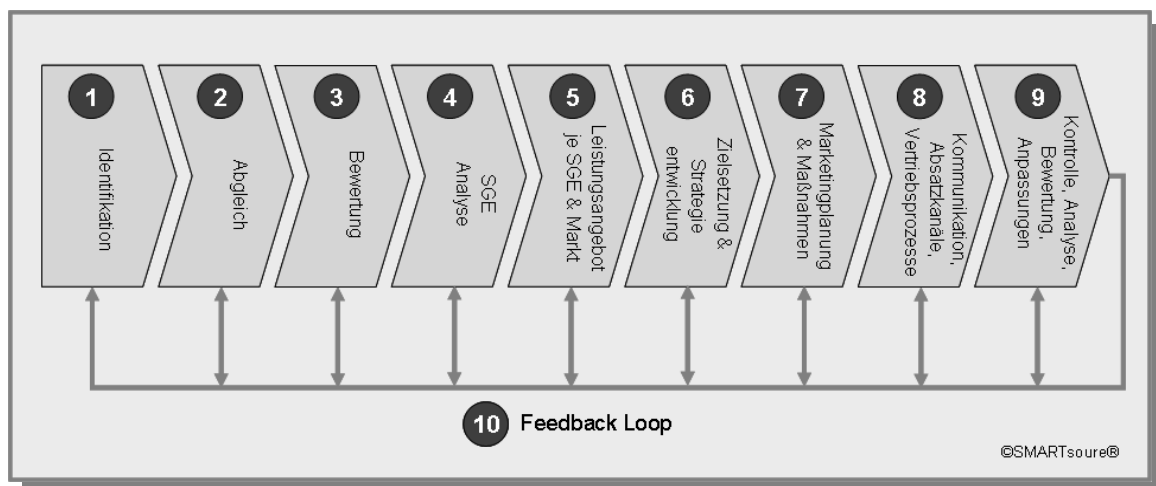 1
Identifikation
2
Abgleich
3
Bewertung
4
SGE
Analyse
5
Leistungsangebot
je SGE & Markt
6
Zielsetzung &
Strategie
entwicklung
7
Marketingplanung
& Maßnahmen
8
Kommunikation,
Absatzkanäle,
Vertriebsprozesse
9
Kontrolle, Analyse,
Bewertung,
Anpassungen
10 Feedback Loop
©SMARTsoure®